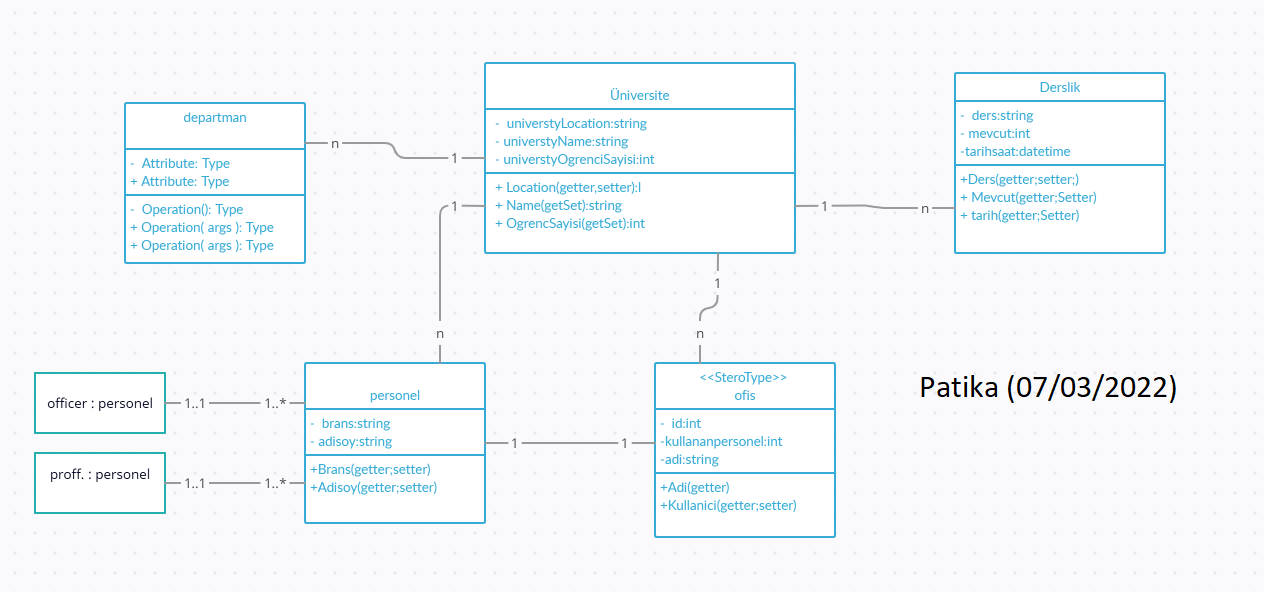 departman
- Attribute: Type
+ Attribute: Type
- Operation(): Type
+ Operation( args ): Type
+ Operation( args ): Type
n
1
Üniversite
- universtyLocation:string
- universtyName:string
- universtyOgrenciSayisi:int
+ Location(getter,setter):l
+ Name(getSet):string
+ OgrencSayisi(getSet):int
1
n
Derslik
- ders:string
- mevcut:int
-tarihsaat:datetime
+Ders(getter;setter;)
+ Mevcut(getter;Setter)
+ tarih(getter;Setter)
1
n
1
n
officer : personel
1..1
1..*
proff. : personel
1..1
1..*
personel
- brans:string
- adisoy:string
+Brans(getter;setter)
+Adisoy(getter;setter)
1
1
<<SteroType>>
ofis
- id:int
-kullananpersonel:int
-adi:string
+Adi(getter)
+Kullanici(getter;setter)
Patika (07/03/2022)